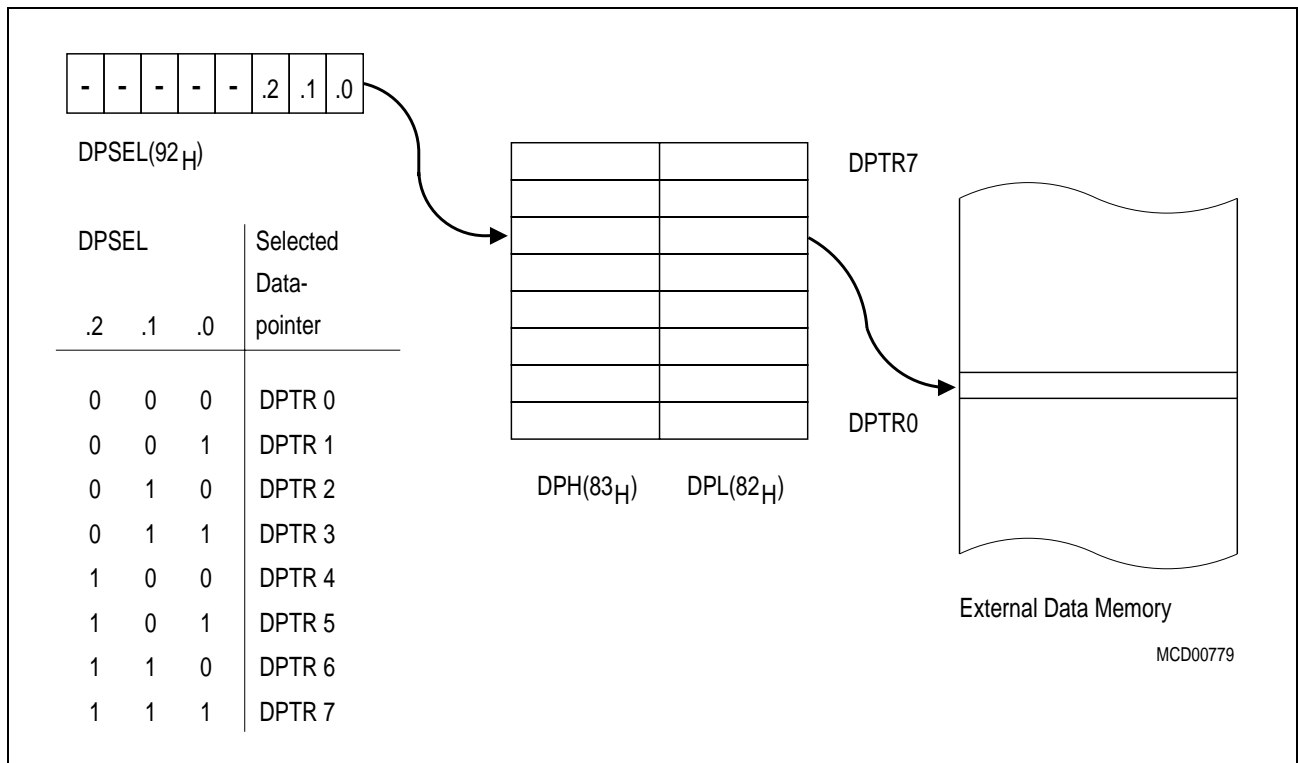 - - - - - .2 .1 .0
DPSEL(92H)
DPSEL Selected
Data-
.2 .1 .0 pointer
0 0 0 DPTR 0
0 0 1 DPTR 1
0 1 0 DPTR 2
0 1 1 DPTR 3
1 0 0 DPTR 4
1 0 1 DPTR 5
1 1 0 DPTR 6
1 1 1 DPTR 7
DPTR7
DPTR0
DPH(83H) DPL(82H)
External Data Memory
MCD00779